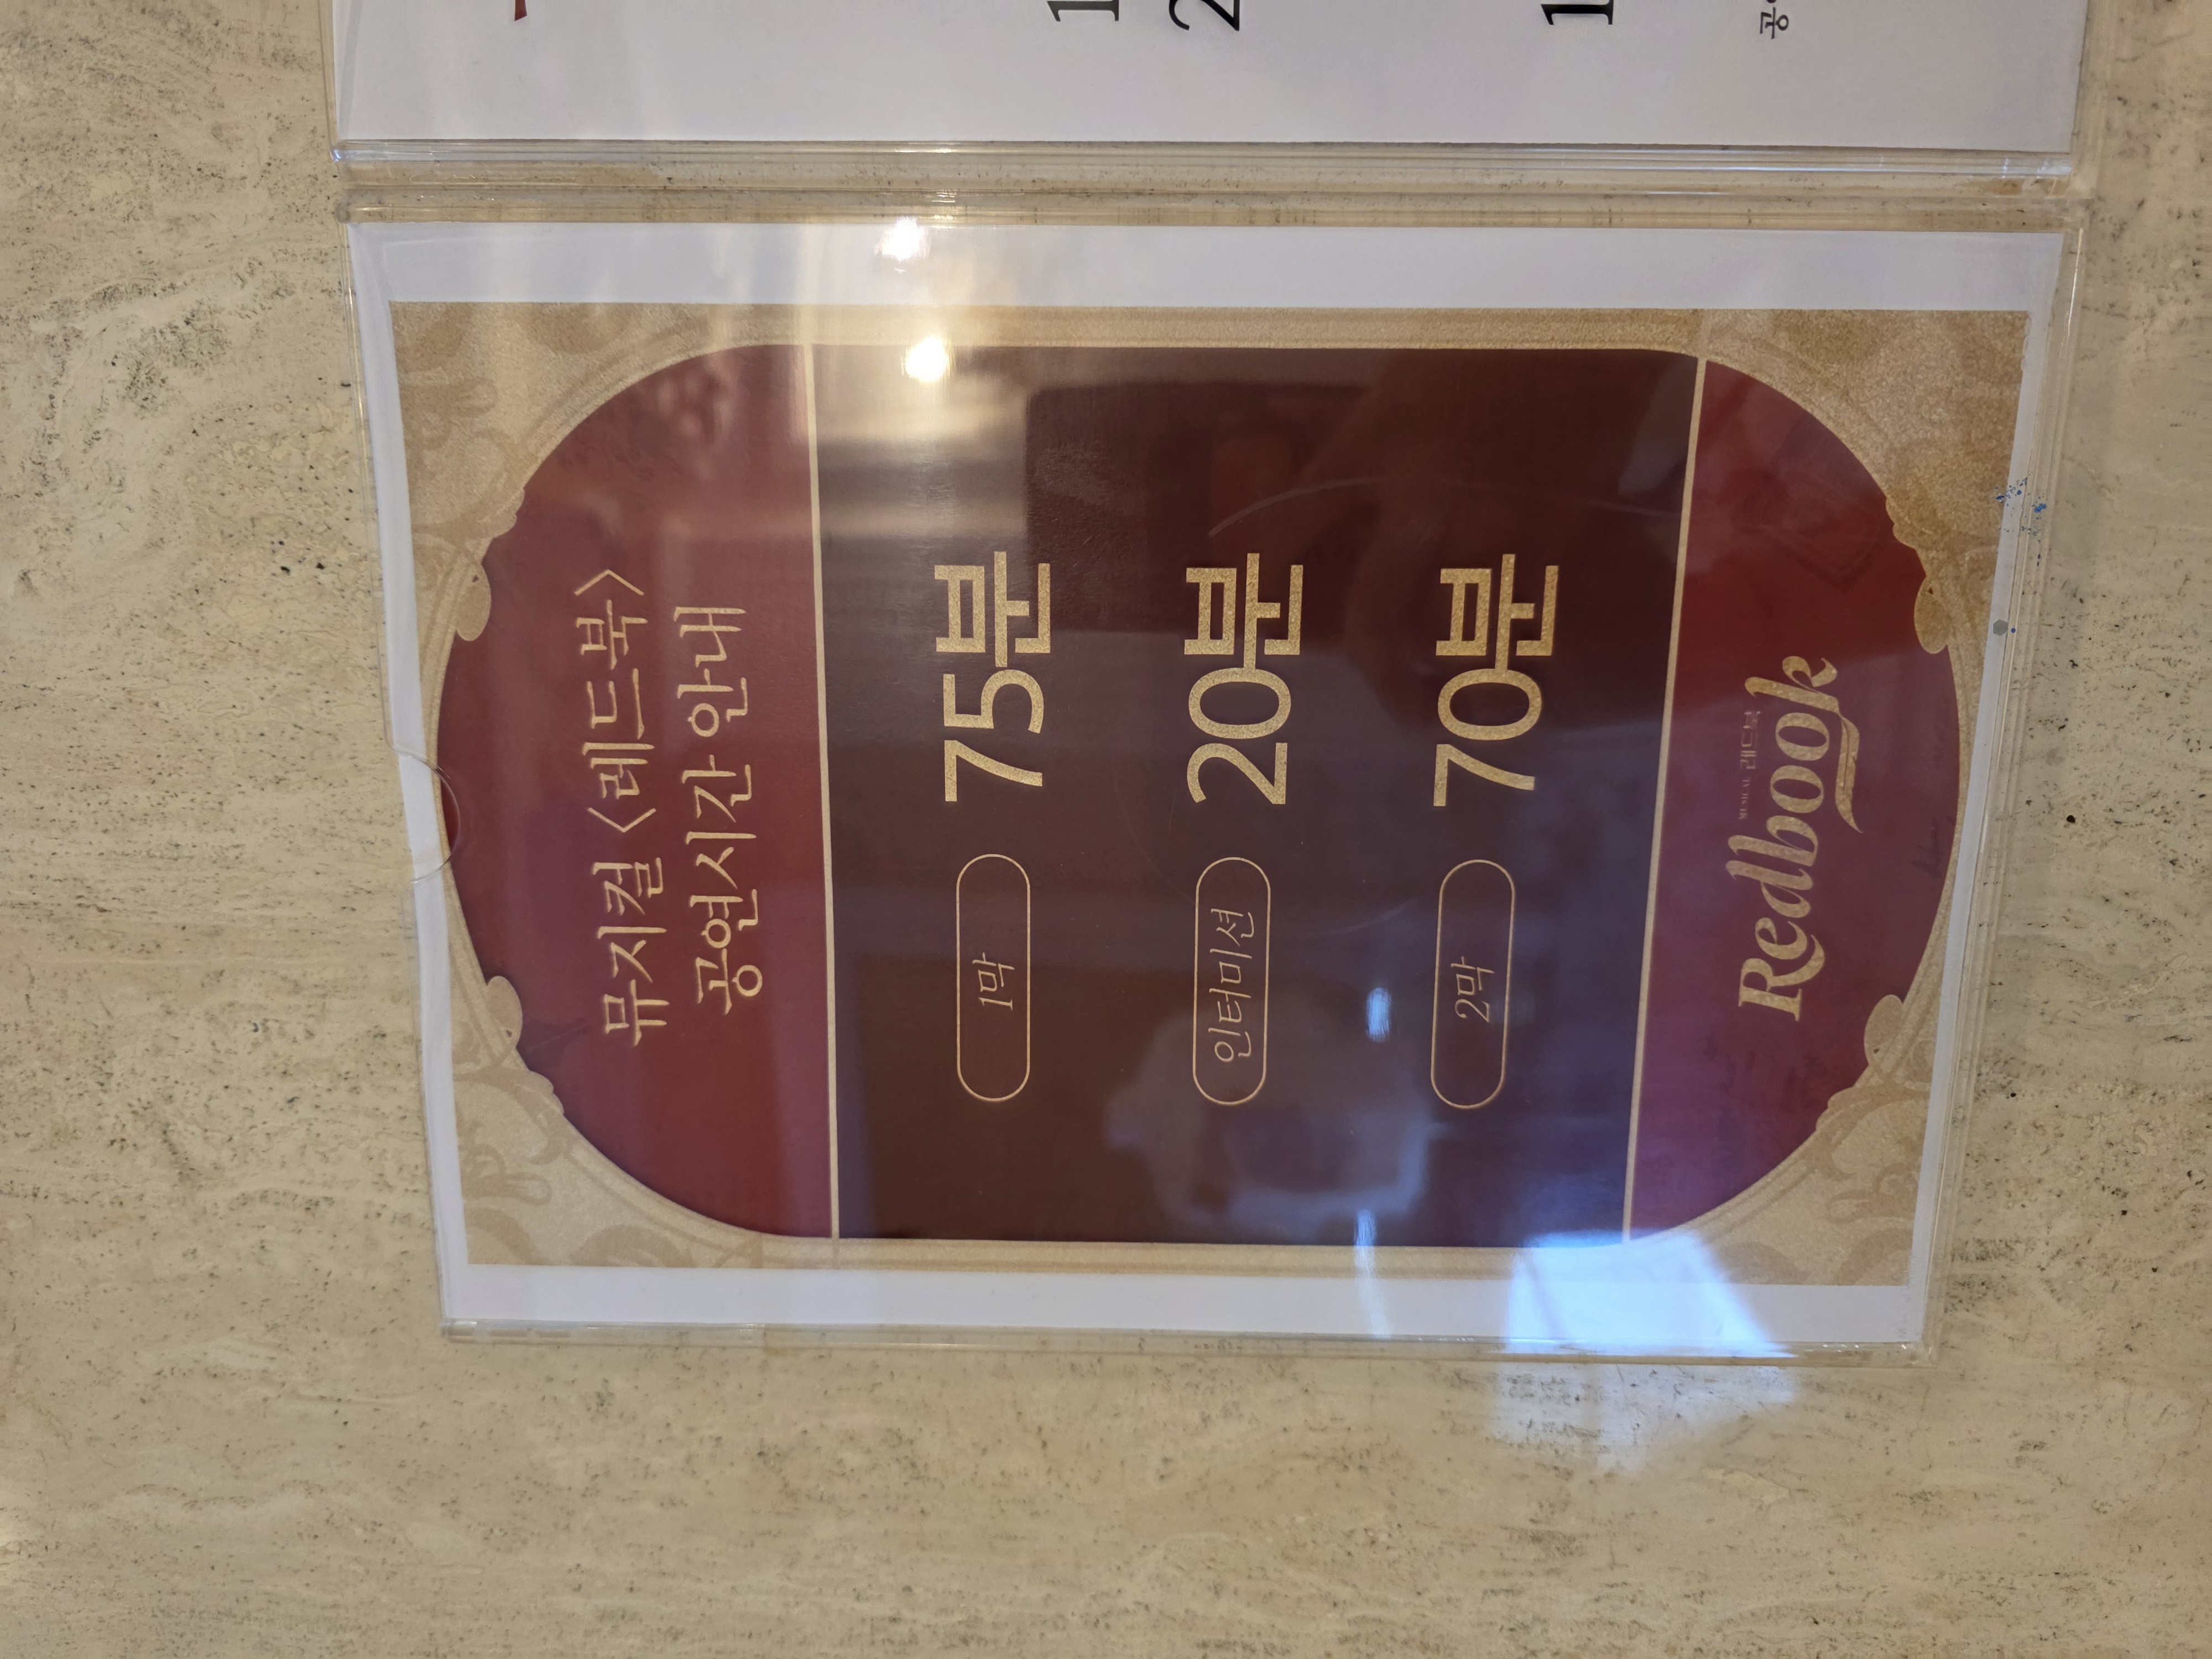 뮤지컬 <레드북>
공연시간 안내
1막 75분
인터미션 20분
2막 70분
MUSICAL 레드북
Redbook